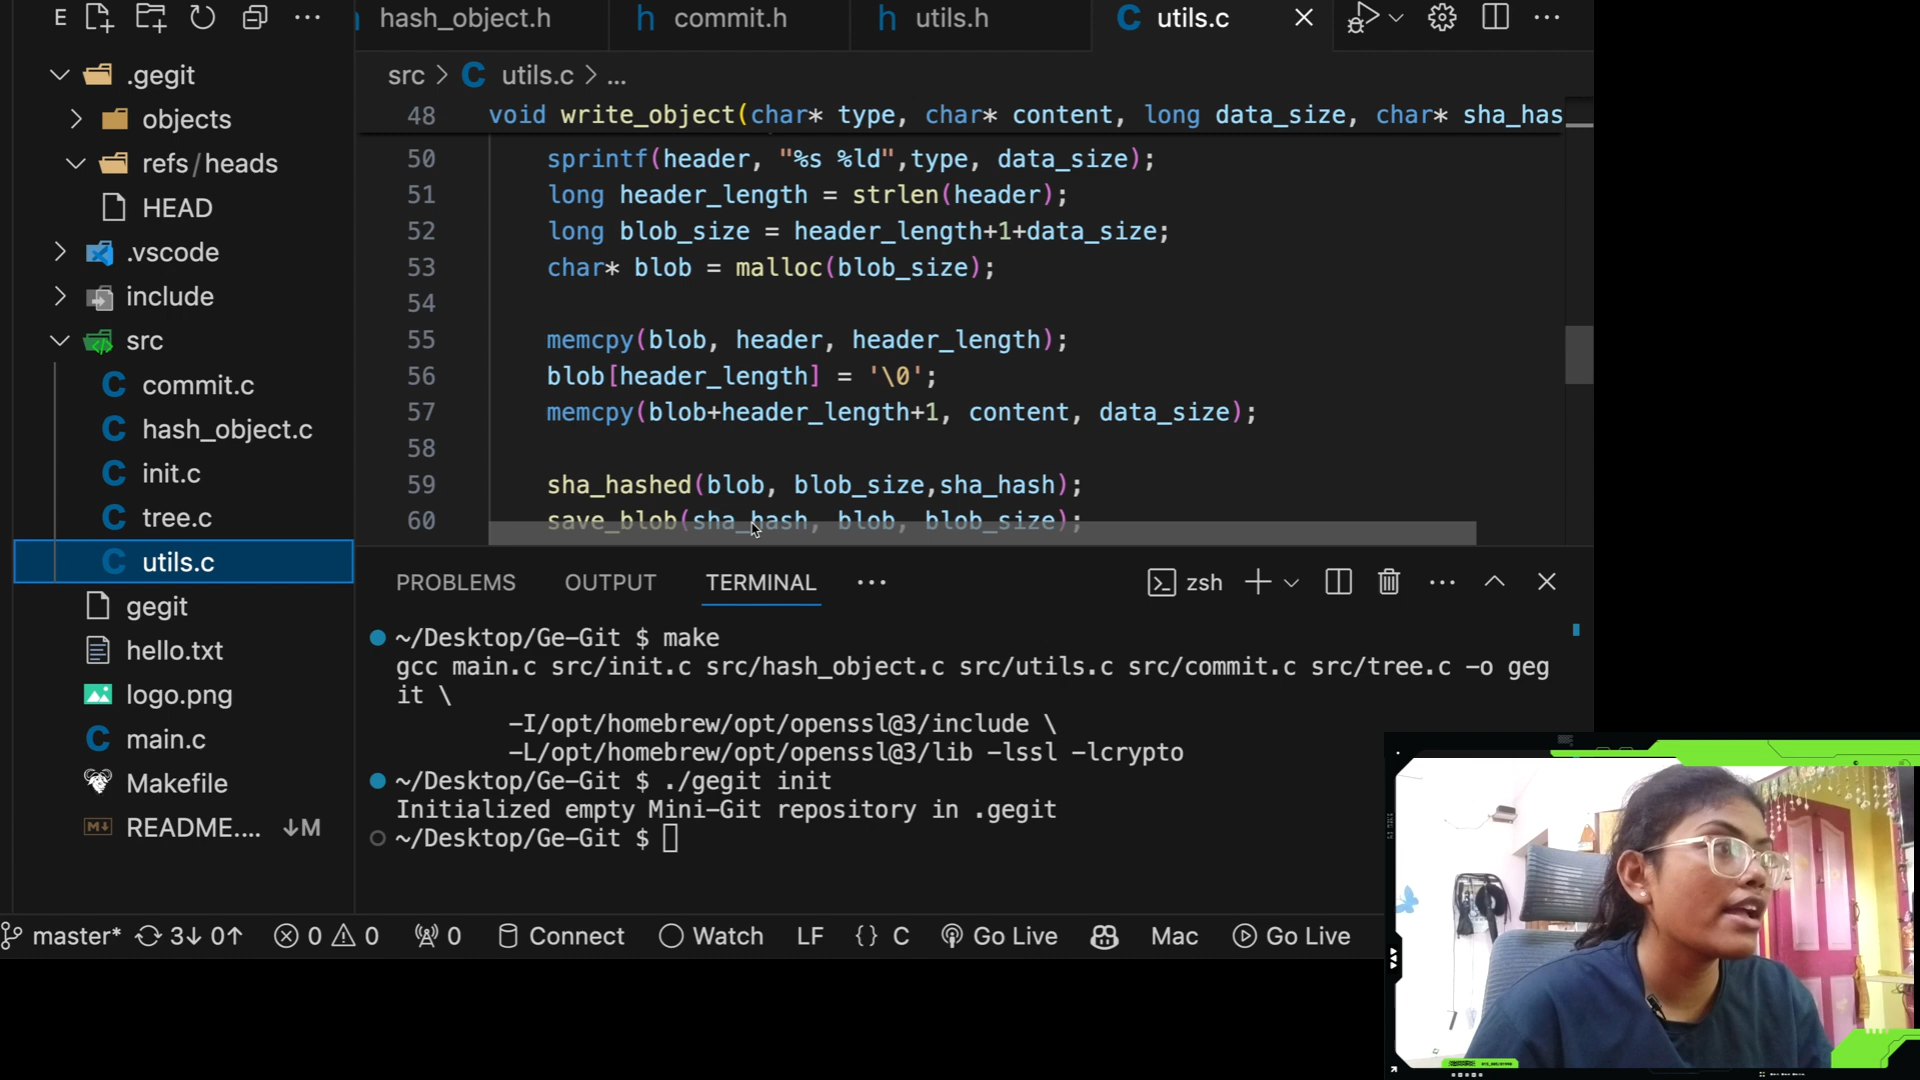 E
hash_object.h
commit.h
utils.h
utils.c
.gegit
src > utils.c > ...
objects
48 void write_object(char* type, char* content, long data_size, char* sha_has
refs/heads
50 sprintf(header, "%s %ld",type, data_size);
HEAD
51 long header_length = strlen(header);
.vscode
52 long blob_size = header_length+1+data_size;
include
53 char* blob = malloc(blob_size);
src
54
commit.c
55 memcpy(blob, header, header_length);
hash_object.c
56 blob[header_length] = '\0';
init.c
57 memcpy(blob+header_length+1, content, data_size);
tree.c
58
utils.c
59 sha_hashed(blob, blob_size,sha_hash);
gegit
60 save_blob(sha_hash, blob, blob_size);
hello.txt
logo.png
main.c
Makefile
README.... ↓M
PROBLEMS OUTPUT TERMINAL ... zsh
~/Desktop/Ge-Git $ make
gcc main.c src/init.c src/hash_object.c src/utils.c src/commit.c src/tree.c -o geg
it \
-I/opt/homebrew/opt/openssl@3/include \
-L/opt/homebrew/opt/openssl@3/lib -lssl -lcrypto
~/Desktop/Ge-Git $ ./gegit init
Initialized empty Mini-Git repository in .gegit
~/Desktop/Ge-Git $
master* 3↓ 0↑ 0 0 0 Connect Watch LF {} C Go Live Mac Go Live